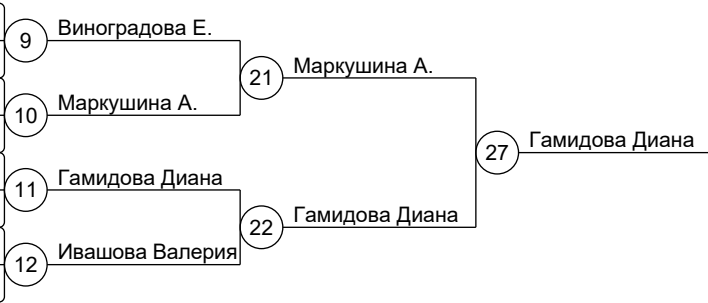 9
Виноградова Е.
21
Маркушина А.
10
Маркушина А.
27
Гамидова Диана
11
Гамидова Диана
22
Гамидова Диана
12
Ивашова Валерия